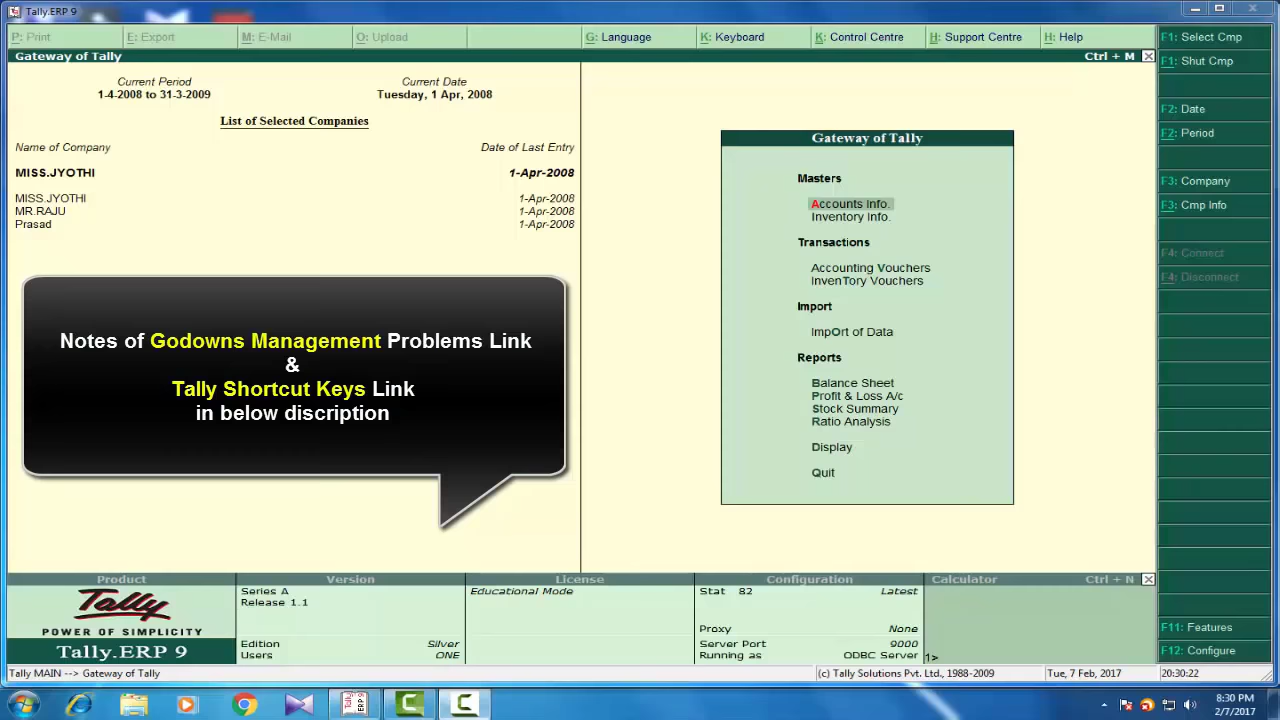 Tally.ERP 9
P: Print
E: Export
M: E-Mail
O: Upload
G: Language
K: Keyboard
K: Control Centre
H: Support Centre
H: Help
Gateway of Tally
Ctrl + M
Current Period
1-4-2008 to 31-3-2009
Current Date
Tuesday, 1 Apr, 2008
List of Selected Companies
Name of Company
Date of Last Entry
MISS.JYOTHI 1-Apr-2008
MISS.JYOTHI 1-Apr-2008
MR.RAJU 1-Apr-2008
Prasad 1-Apr-2008
Notes of Godowns Management Problems Link
&
Tally Shortcut Keys Link
in below discription
Gateway of Tally
Masters
Accounts Info.
Inventory Info.
Transactions
Accounting Vouchers
InvenTory Vouchers
Import
ImpOrt of Data
Reports
Balance Sheet
Profit & Loss A/c
Stock Summary
Ratio Analysis
Display
Quit
F1: Select Cmp
F1: Shut Cmp
F2: Date
F2: Period
F3: Company
F3: Cmp Info
F4: Connect
F4: Disconnect
F11: Features
F12: Configure
Product
Tally
POWER OF SIMPLICITY
Tally.ERP 9
Version
Series A
Release 1.1
Edition Silver
Users ONE
License
Educational Mode
Configuration
Stat 82 Latest
Proxy None
Server Port 9000
Running as ODBC Server
Calculator
Ctrl + N
1>
Tally MAIN --> Gateway of Tally
(c) Tally Solutions Pvt. Ltd., 1988-2009
Tue, 7 Feb, 2017
20:30:22
8:30 PM
2/7/2017